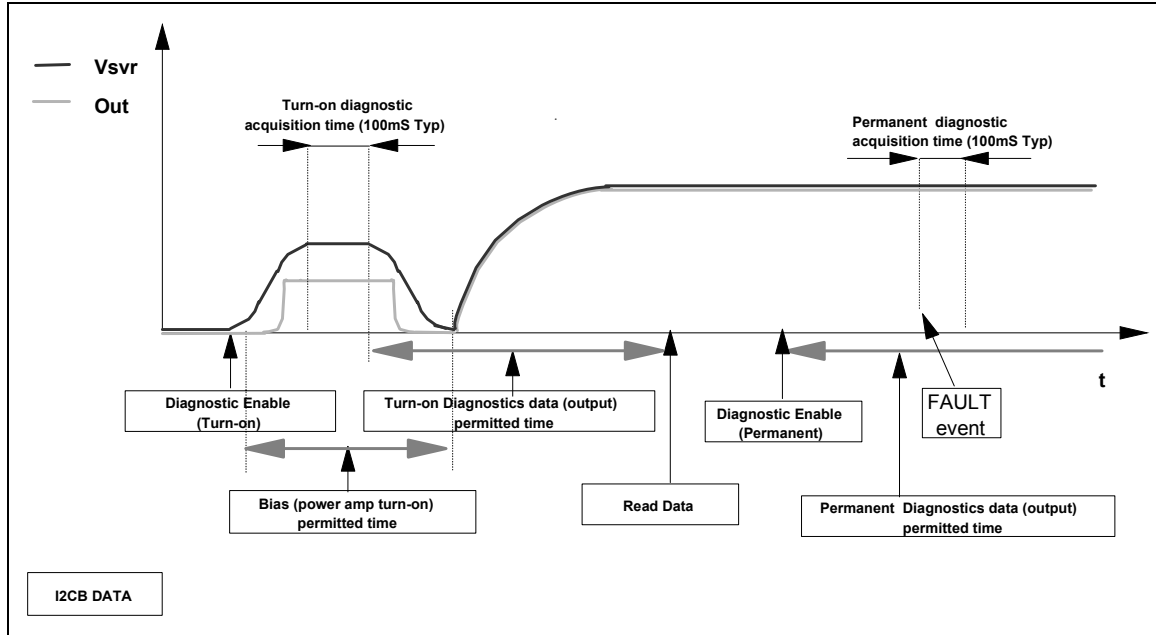 Vsvr
Out
Turn-on diagnostic
acquisition time (100mS Typ)
Permanent diagnostic
acquisition time (100mS Typ)
t
Diagnostic Enable
(Turn-on)
Turn-on Diagnostics data (output)
permitted time
Diagnostic Enable
(Permanent)
FAULT
event
Bias (power amp turn-on)
permitted time
Read Data
Permanent Diagnostics data (output)
permitted time
I2CB DATA